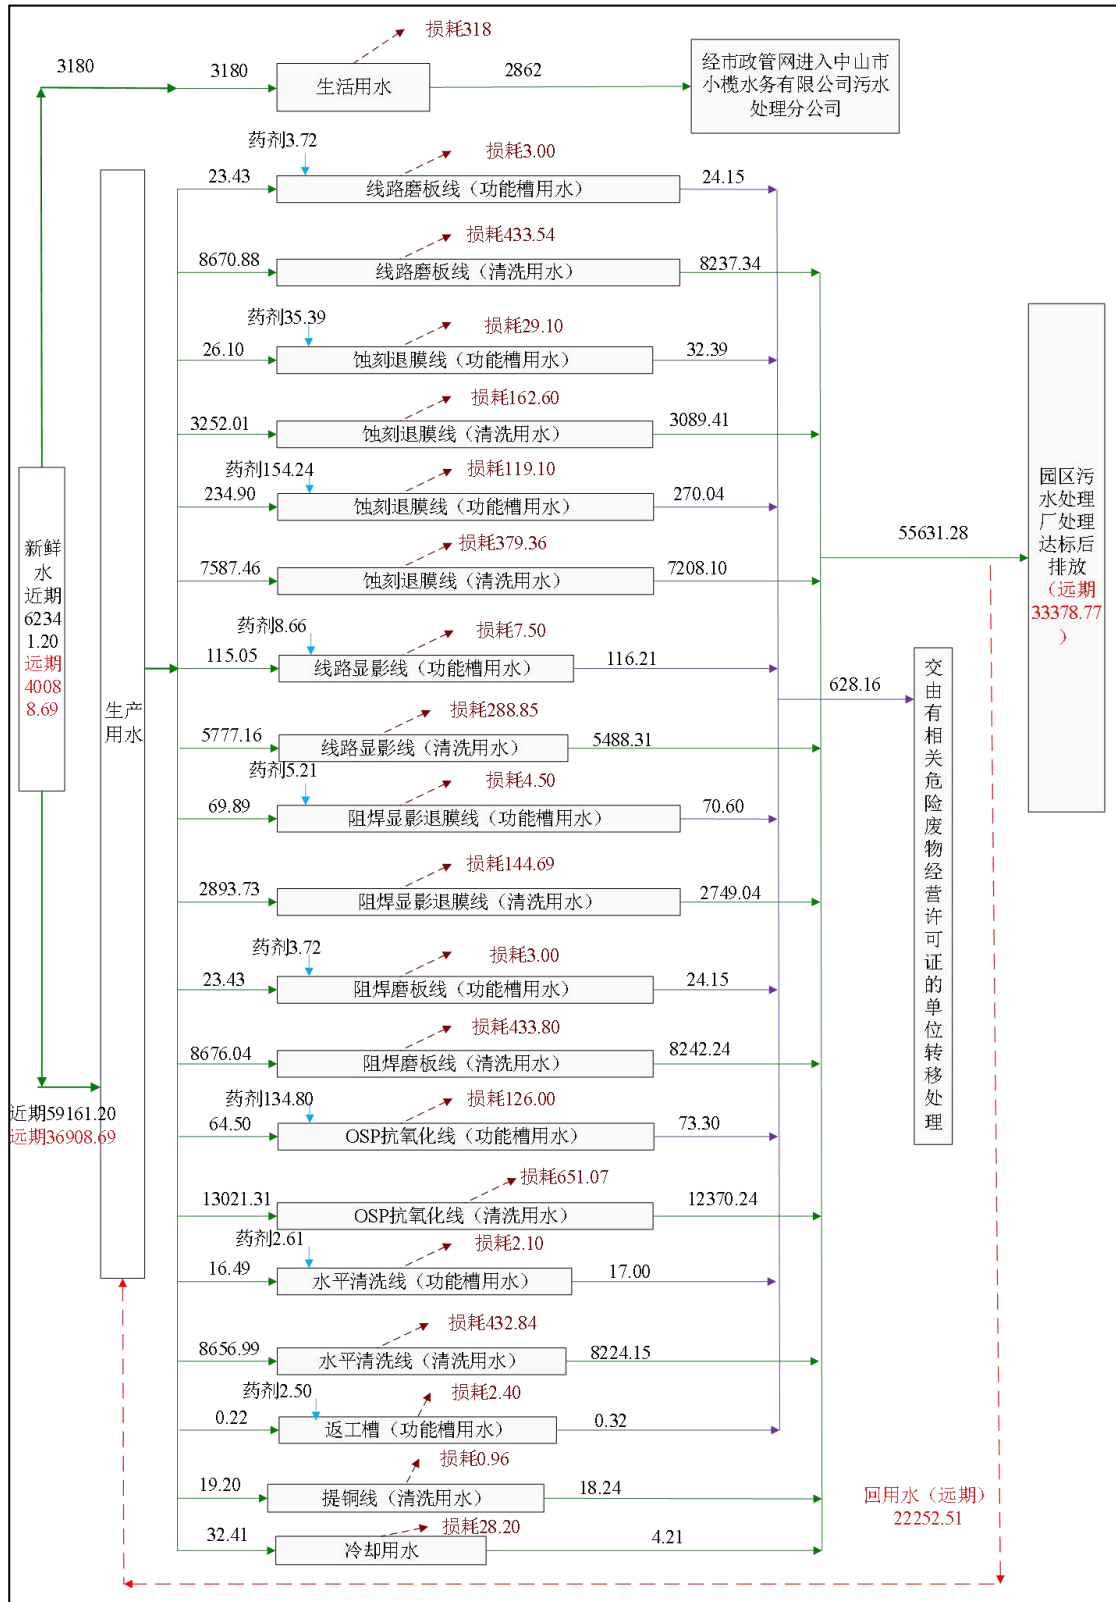 损耗318
3180
3180
生活用水
2862
经市政管网进入中山市
小榄水务有限公司污水
处理分公司
药剂3.72
损耗3.00
23.43
线路磨板线（功能槽用水）
24.15
损耗433.54
8670.88
线路磨板线（清洗用水）
8237.34
药剂35.39
损耗29.10
26.10
蚀刻退膜线（功能槽用水）
32.39
损耗162.60
3252.01
蚀刻退膜线（清洗用水）
3089.41
药剂154.24
损耗119.10
234.90
蚀刻退膜线（功能槽用水）
270.04
损耗379.36
7587.46
蚀刻退膜线（清洗用水）
7208.10
药剂8.66
损耗7.50
115.05
线路显影线（功能槽用水）
116.21
损耗288.85
5777.16
线路显影线（清洗用水）
5488.31
药剂5.21
损耗4.50
69.89
阻焊显影退膜线（功能槽用水）
70.60
损耗144.69
2893.73
阻焊显影退膜线（清洗用水）
2749.04
药剂3.72
损耗3.00
23.43
阻焊磨板线（功能槽用水）
24.15
损耗433.80
8676.04
阻焊磨板线（清洗用水）
8242.24
药剂134.80
损耗126.00
64.50
OSP抗氧化线（功能槽用水）
73.30
损耗651.07
13021.31
OSP抗氧化线（清洗用水）
12370.24
药剂2.61
损耗2.10
16.49
水平清洗线（功能槽用水）
17.00
损耗432.84
8656.99
水平清洗线（清洗用水）
8224.15
药剂2.50
损耗2.40
0.22
返工槽（功能槽用水）
0.32
损耗0.96
19.20
提铜线（清洗用水）
18.24
损耗28.20
32.41
冷却用水
4.21
新鲜
水
近期
6234
1.20
远期
4008
8.69
生产
用水
近期59161.20
远期36908.69
55631.28
628.16
园区污
水处理
厂处理
达标后
排放
（远期
33378.77
）
交
由
有
相
关
危
险
废
物
经
营
许
可
证
的
单
位
转
移
处
理
回用水（远期）
22252.51